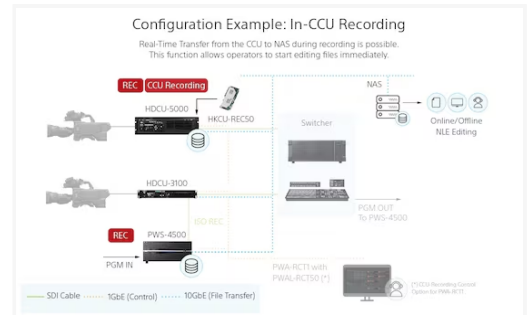 Configuration Example: In-CCU Recording
Real-Time Transfer from the CCU to NAS during recording is possible.
This function allows operators to start editing files immediately.
REC
CCU Recording
HDCU-5000
HKCU-REC50
NAS
Switcher
Online/Offline
NLE Editing
HDCU-3100
ISO REC
PGM OUT
To PWS-4500
REC
PWS-4500
PGM IN
PWA-RCT1 with
PWAL-RCT50 (*)
(*) CCU Recording Control
Option for PWA-RCT1
SDI Cable
1GbE (Control)
10GbE (File Transfer)